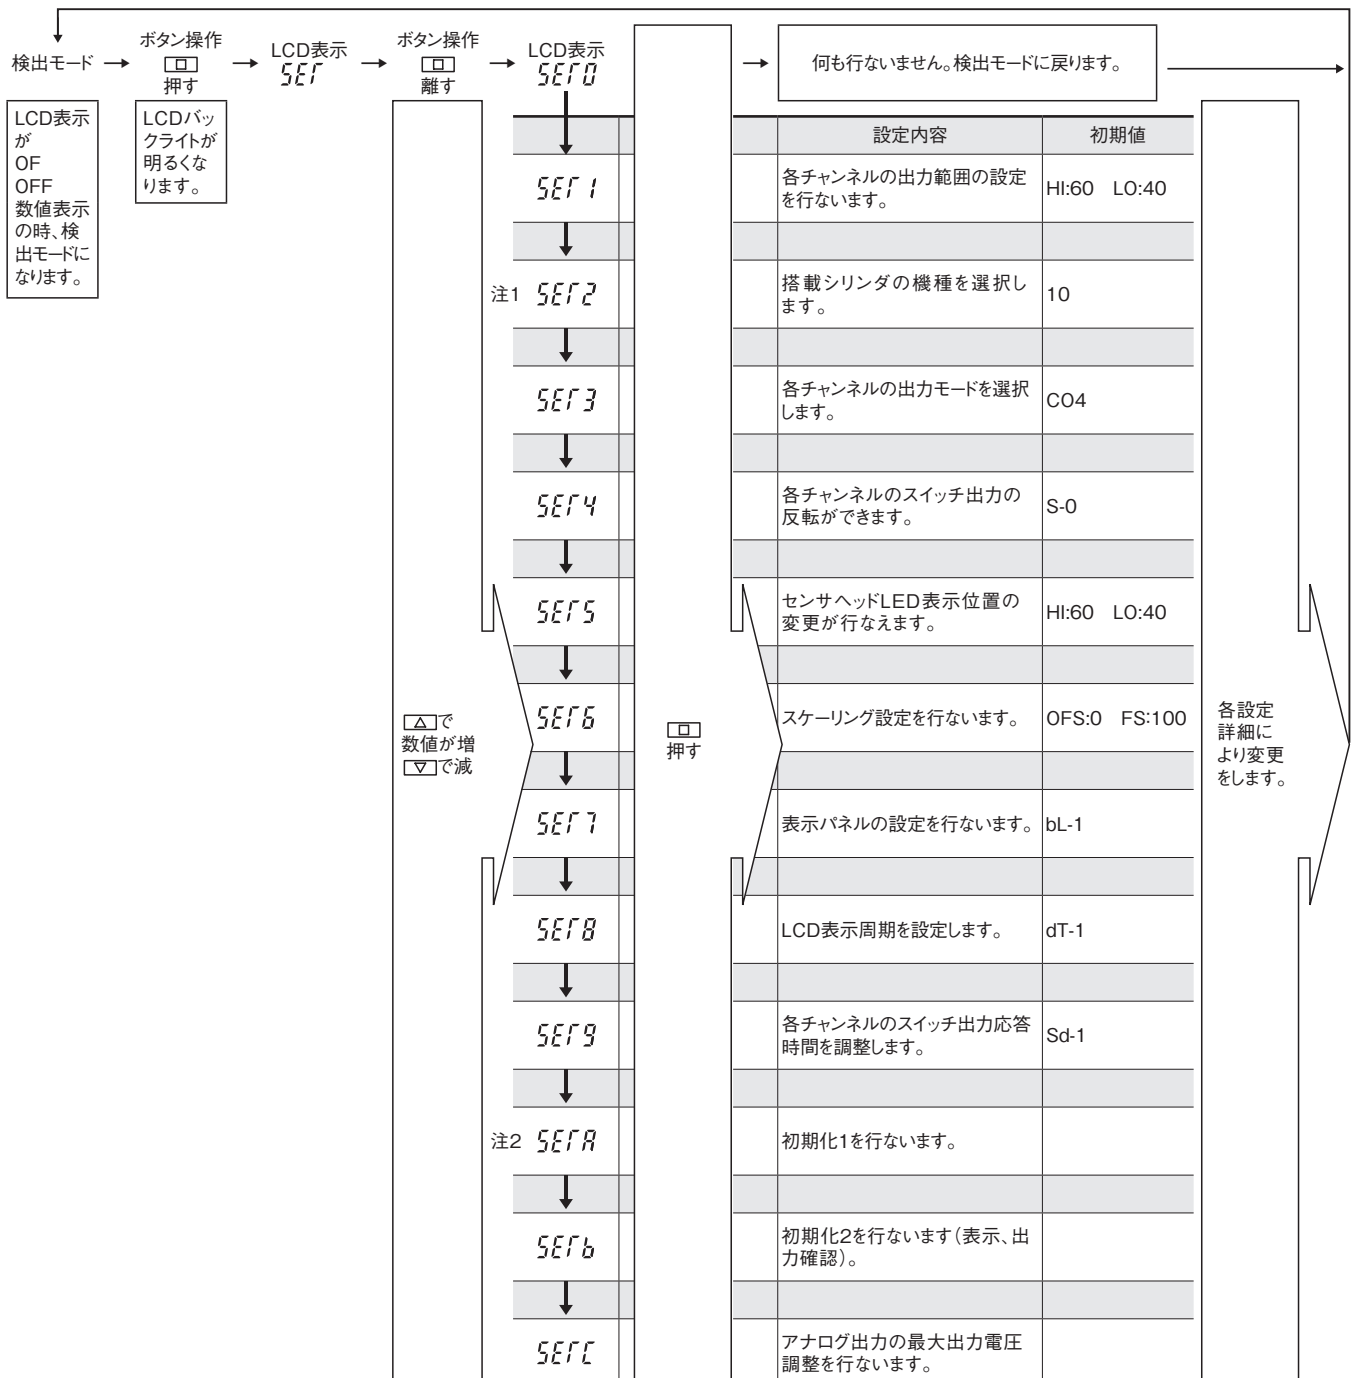 検出モード
ボタン操作
押す
LCD表示
SET
ボタン操作
離す
LCD表示
SET0
何も行ないません。検出モードに戻ります。
LCD表示
が
OF
OFF
数値表示
の時、検
出モードに
なります。
LCDバッ
クライトが
明るくな
ります。
設定内容 初期値
SET1
各チャンネルの出力範囲の設定
を行ないます。
HI:60 LO:40
注1 SET2
搭載シリンダの機種を選択し
ます。
10
SET3
各チャンネルの出力モードを選択
します。
CO4
SET4
各チャンネルのスイッチ出力の
反転ができます。
S-0
SET5
センサヘッドLED表示位置の
変更が行なえます。
HI:60 LO:40
△で
数値が増
▽で減
SET6
押す
スケーリング設定を行ないます。
OFS:0 FS:100
各設定
詳細に
より変更
をします。
SET7
表示パネルの設定を行ないます。
bL-1
SET8
LCD表示周期を設定します。
dT-1
SET9
各チャンネルのスイッチ出力応答
時間を調整します。
Sd-1
注2 SETA
初期化1を行ないます。
SETb
初期化2を行ないます(表示、出
力確認)。
SETC
アナログ出力の最大出力電圧
調整を行ないます。